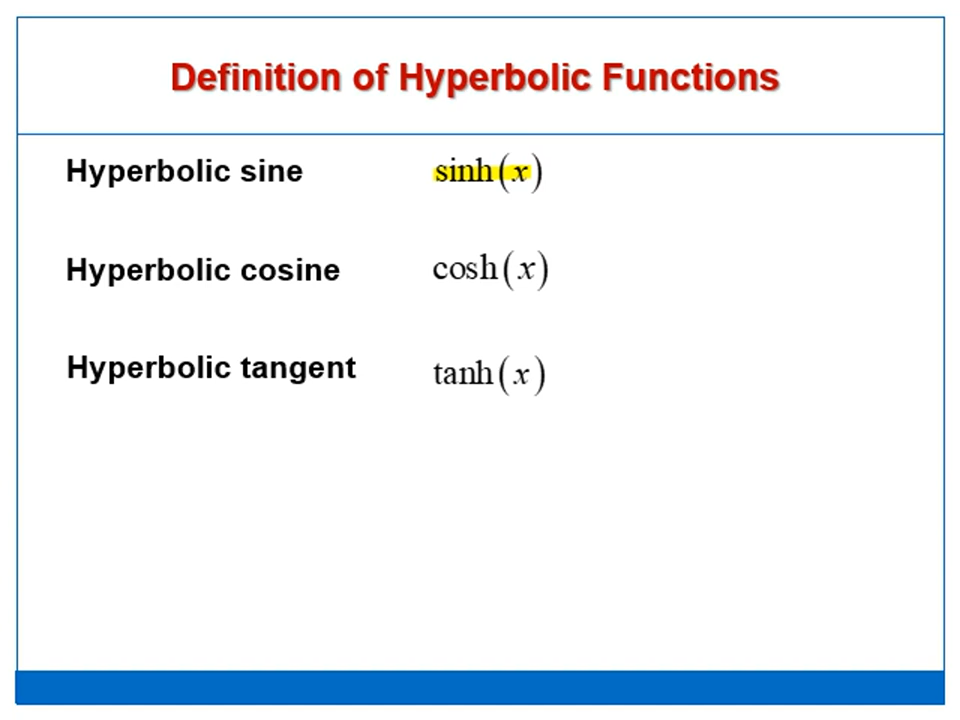 Definition of Hyperbolic Functions
Hyperbolic sine sinh(x)
Hyperbolic cosine cosh(x)
Hyperbolic tangent tanh(x)